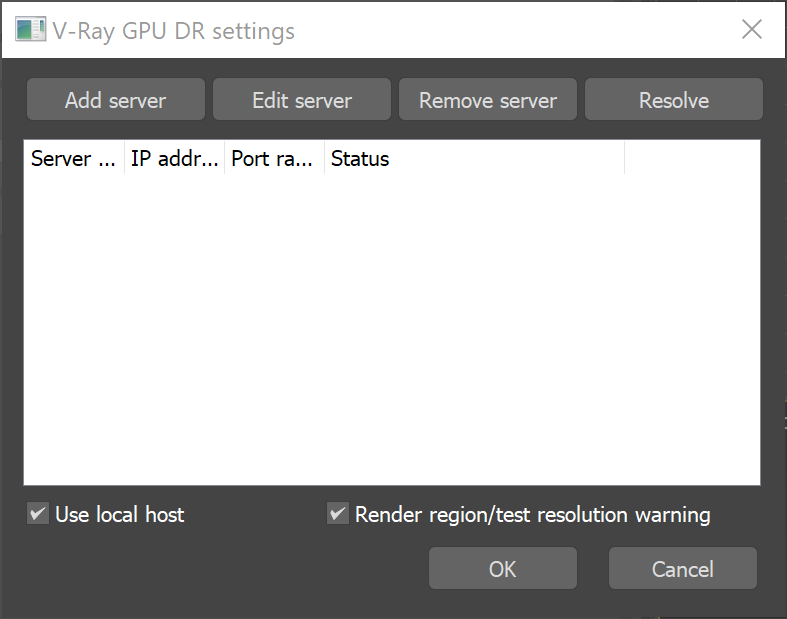 V-Ray GPU DR settings
Add server Edit server Remove server Resolve
Server ... IP addr... Port ra... Status
Use local host Render region/test resolution warning
OK Cancel